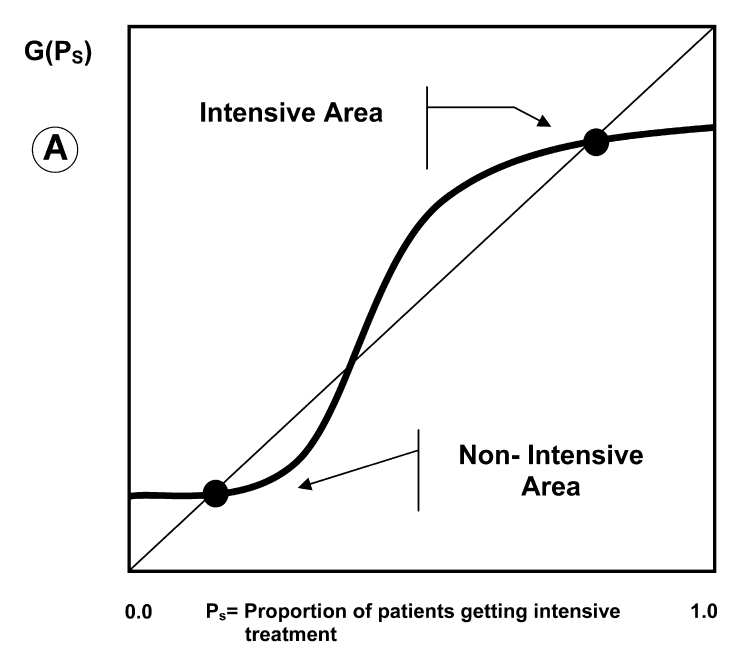 G(PS)
Intensive Area
A
Non- Intensive
Area
0.0
Ps= Proportion of patients getting intensive
treatment
1.0